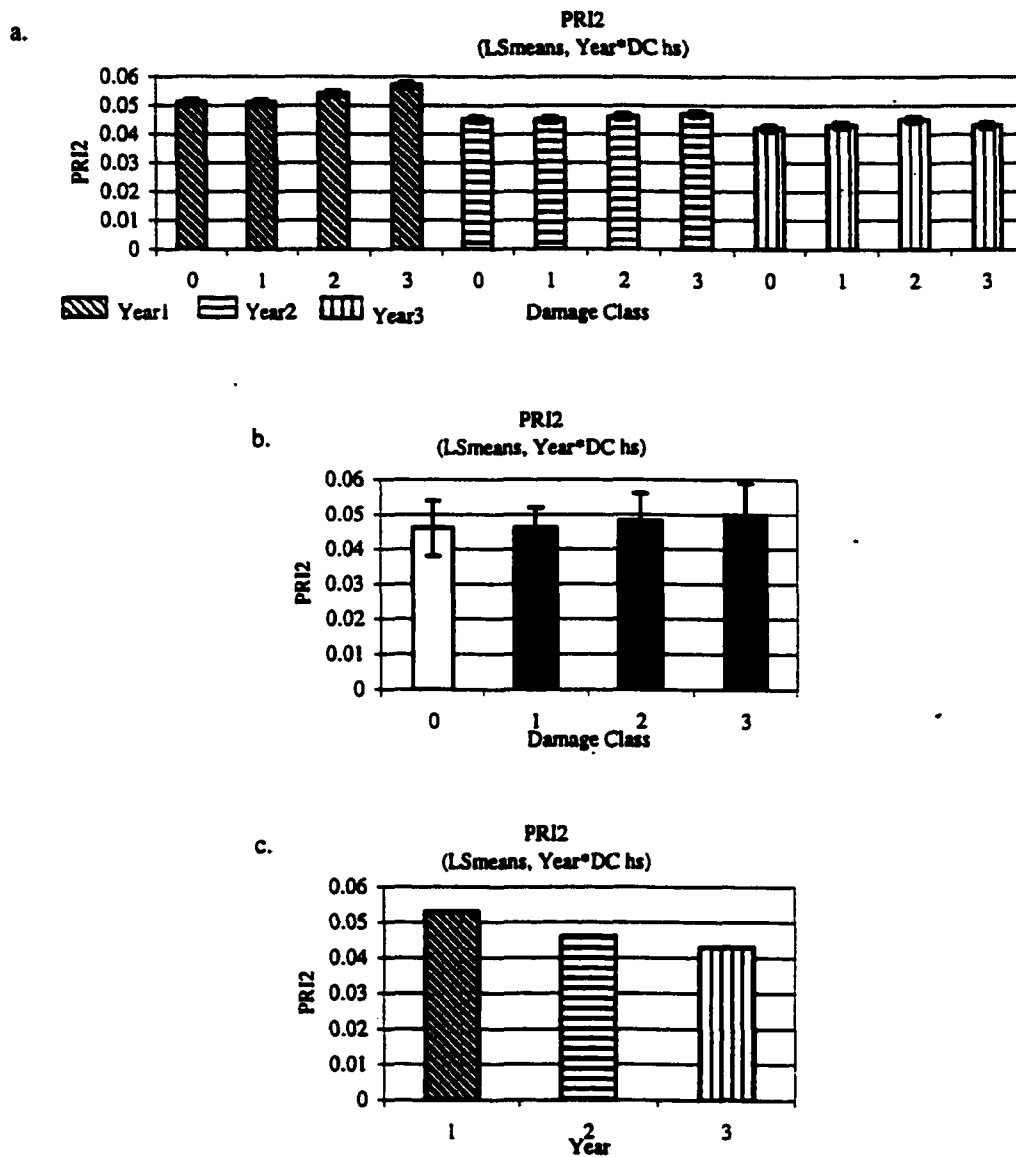 a.
PRI2
(LSmeans, Year*DC hs)
0.06
0.05
0.04
0.03
0.02
0.01
0
PRI2
0 1 2 3 0 1 2 3 0 1 2 3
Year1 Year2 Year3 Damage Class
b.
PRI2
(LSmeans, Year*DC hs)
0.06
0.05
0.04
0.03
0.02
0.01
0
PRI2
0 1 2 3
Damage Class
c.
PRI2
(LSmeans, Year*DC hs)
0.06
0.05
0.04
0.03
0.02
0.01
0
PRI2
1 2 3
Year